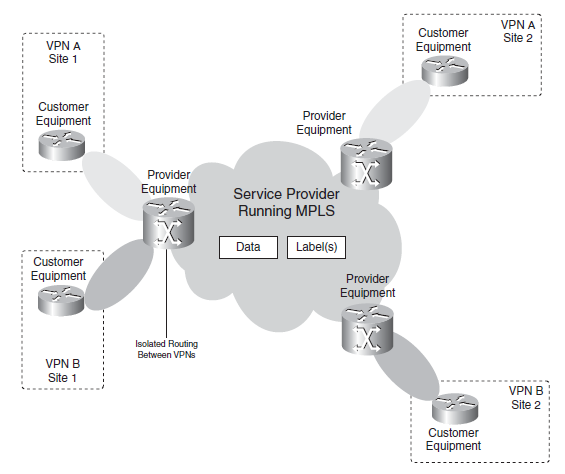 VPN A
Site 1
Customer
Equipment
Provider
Equipment
Customer
Equipment
VPN B
Site 1
Isolated Routing
Between VPNs
Service Provider
Running MPLS
Data
Label(s)
Provider
Equipment
Customer
Equipment
VPN A
Site 2
Provider
Equipment
VPN B
Site 2
Customer
Equipment